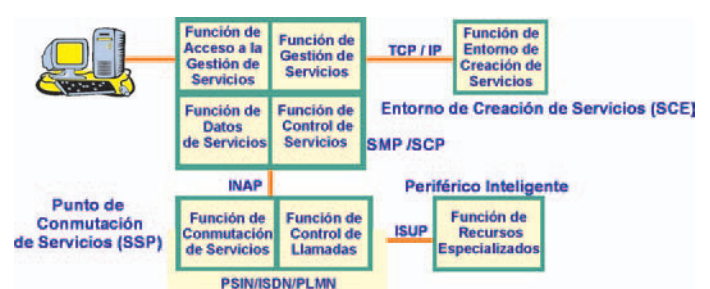 Función de
Acceso a la
Gestión de
Servicios
Función de
Gestión de
Servicios
TCP / IP
Función de
Entorno de
Creación de
Servicios
Entorno de Creación de Servicios (SCE]
Función de
Datos
de Servicios
Función de
Control de
Servicios
SMP /SCP
INAP
Periférico Inteligente
Punto de
Conmutación
de Servicios (SSP)
Función de
Conmutación
de Servicios
Función de
Control de
Llamadas
ISUP
Función de
Recursos
Especializados
PSIN/ISDN/PLMN